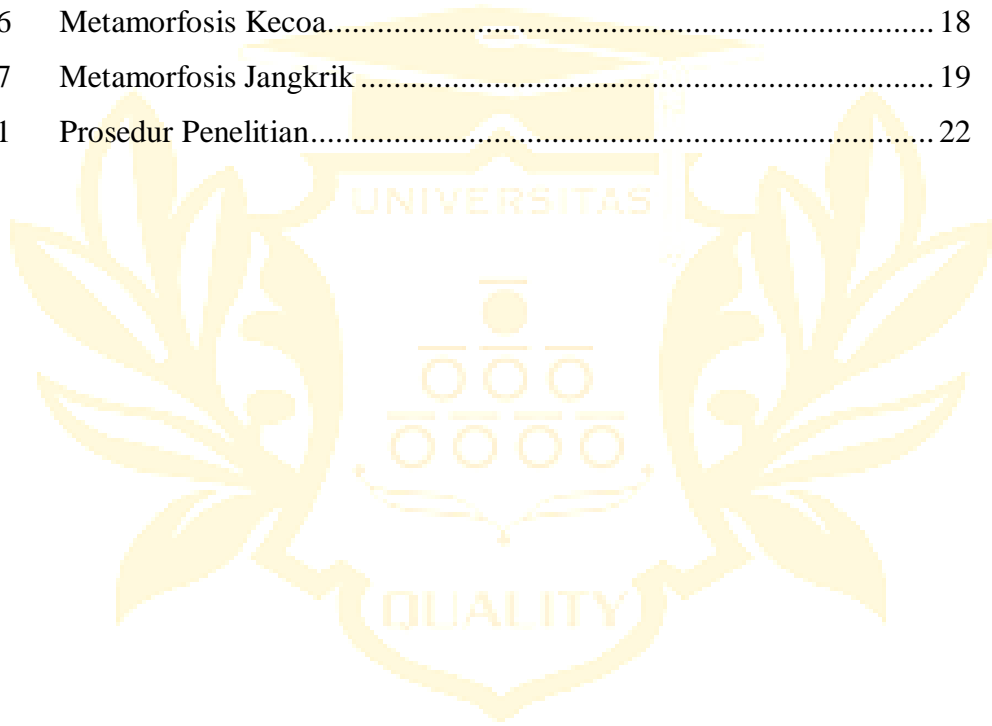 6 Metamorfosis Kecoa.......................................................................... 18
7 Metamorfosis Jangkrik ...................................................................... 19
1 Prosedur Penelitian............................................................................ 22
UNIVERSITAS
QUALITY